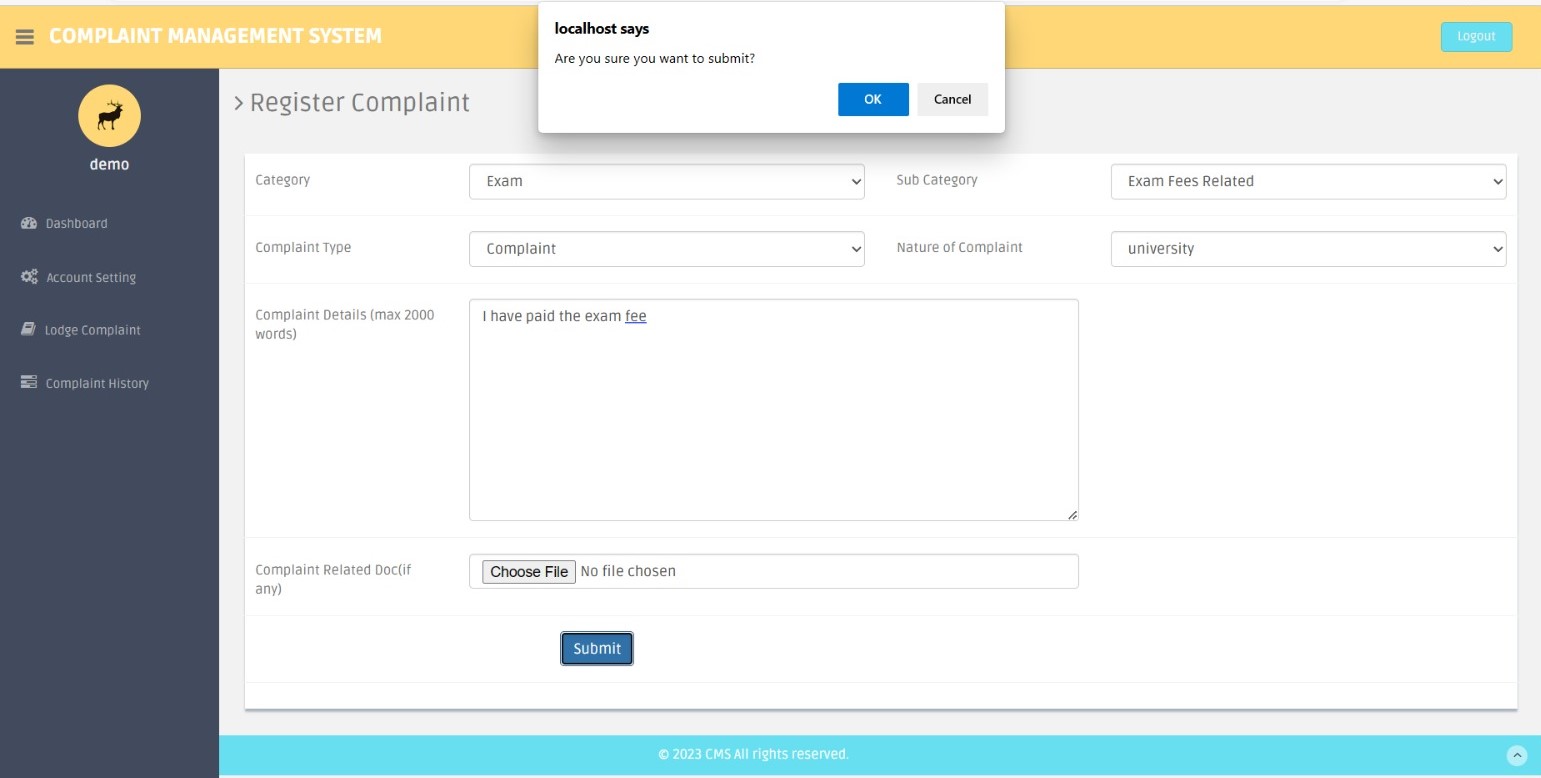 localhost says
Are you sure you want to submit?
OK Cancel
COMPLAINT MANAGEMENT SYSTEM
Logout
demo
Dashboard
Account Setting
Lodge Complaint
Complaint History
Register Complaint
Category Exam Sub Category Exam Fees Related
Complaint Type Complaint Nature of Complaint university
Complaint Details (max 2000
words)
I have paid the exam fee
Complaint Related Doc(if
any)
Choose File No file chosen
Submit
© 2023 CMS All rights reserved.